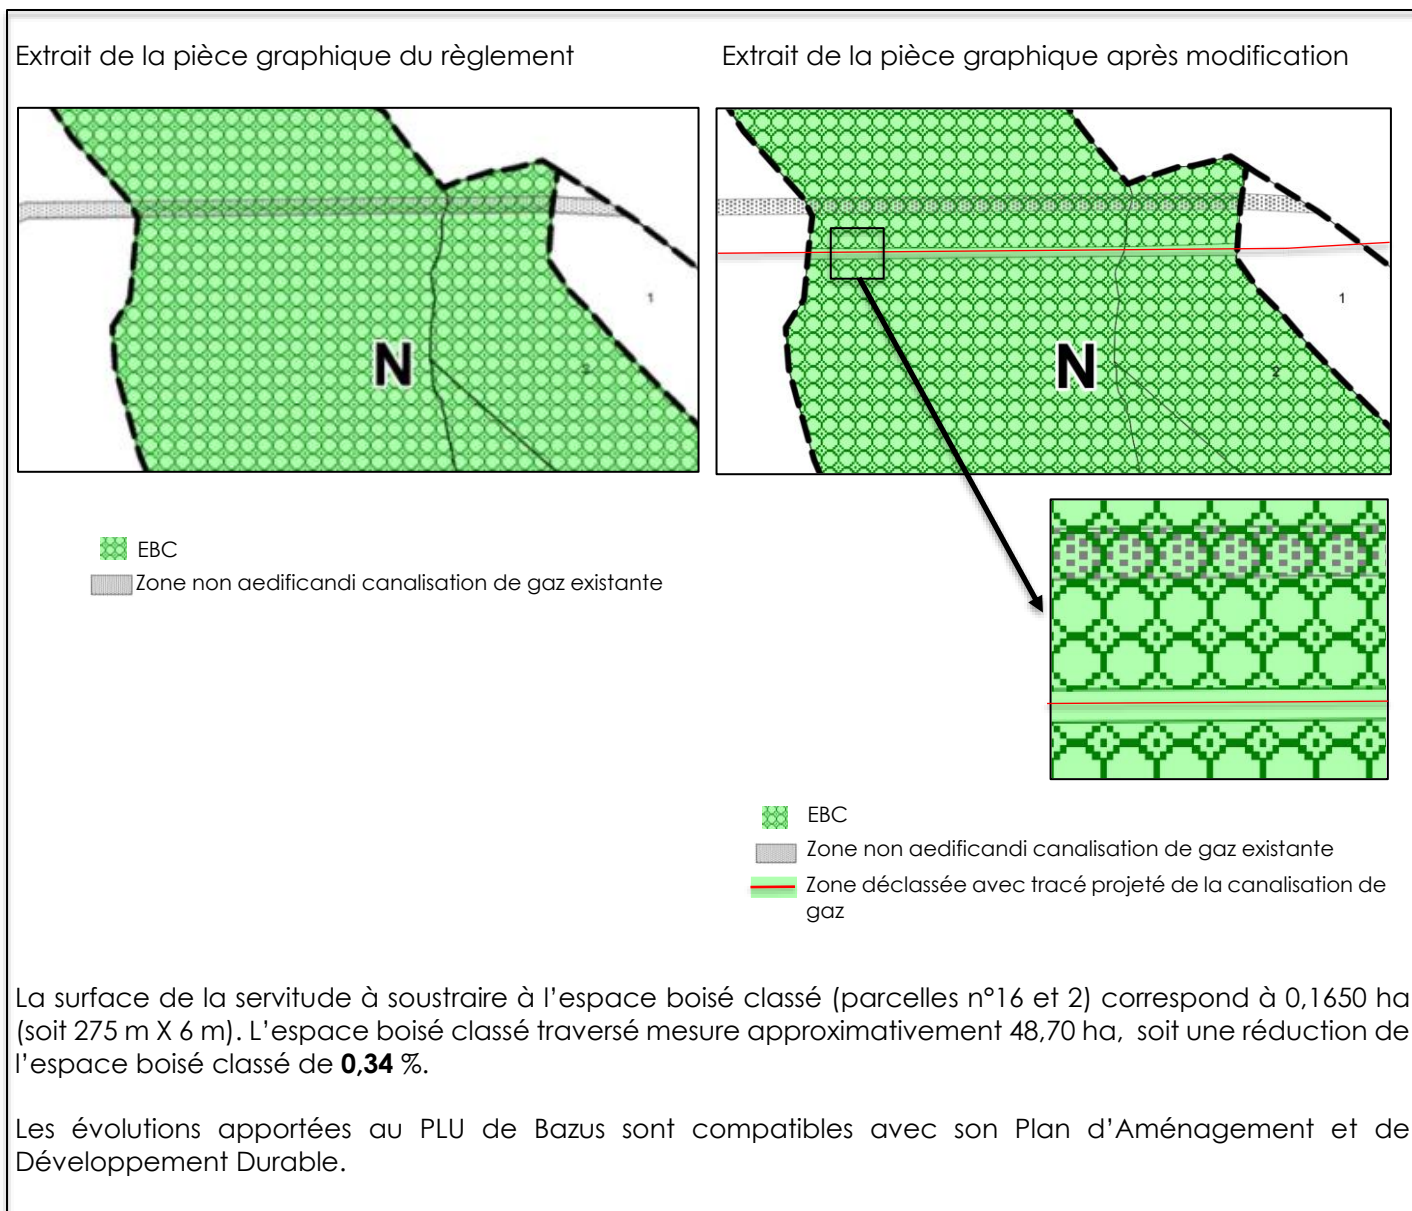 Extrait de la pièce graphique du règlement
Extrait de la pièce graphique après modification
1
N
2
1
N
2
EBC
Zone non aedificandi canalisation de gaz existante
EBC
Zone non aedificandi canalisation de gaz existante
Zone déclassée avec tracé projeté de la canalisation de
gaz
La surface de la servitude à soustraire à l’espace boisé classé (parcelles n°16 et 2) correspond à 0,1650 ha
(soit 275 m X 6 m). L’espace boisé classé traversé mesure approximativement 48,70 ha, soit une réduction de
l’espace boisé classé de 0,34 %.
Les évolutions apportées au PLU de Bazus sont compatibles avec son Plan d’Aménagement et de
Développement Durable.